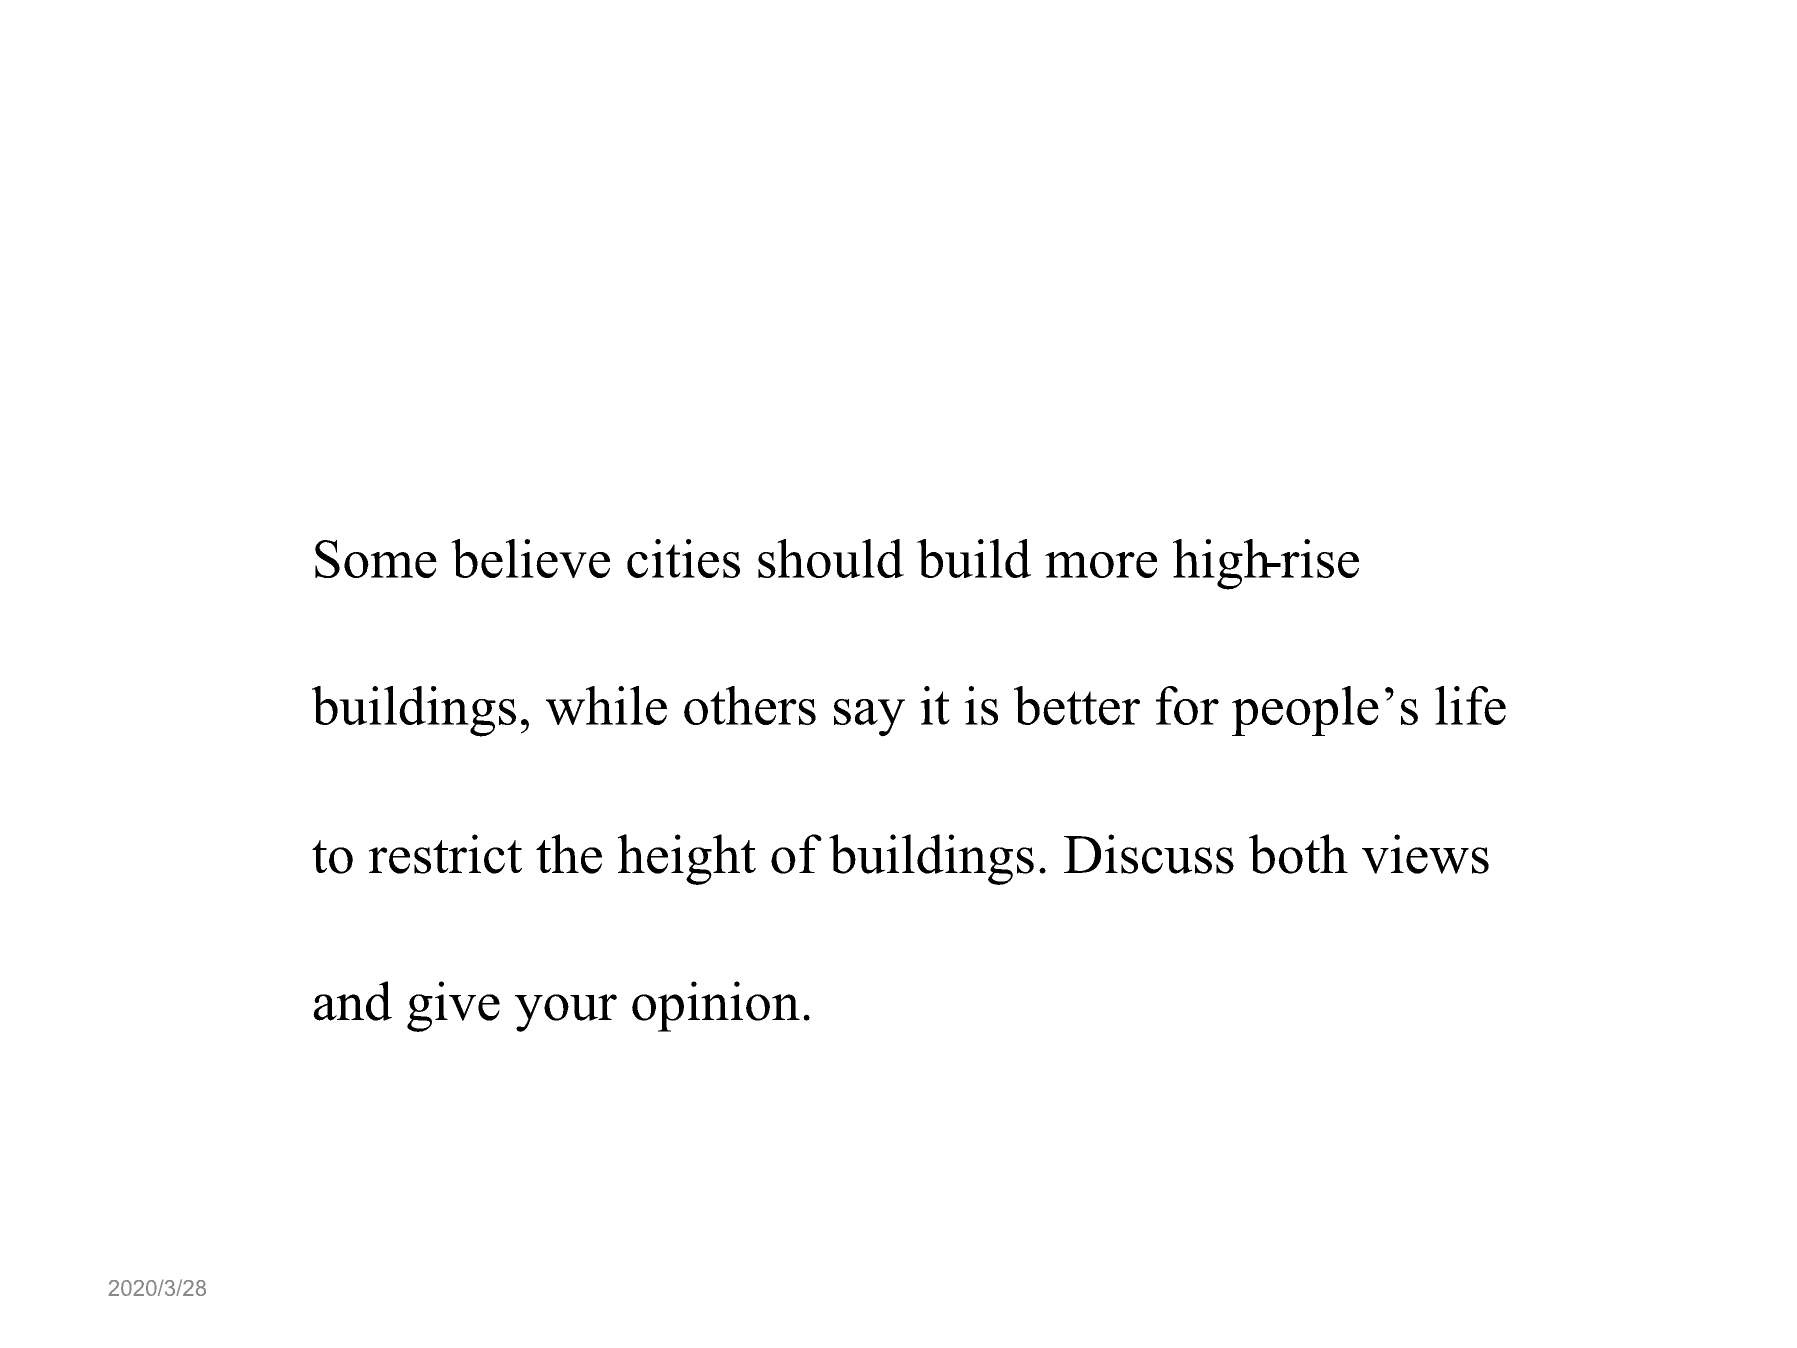 Some believe cities should build more high-rise
buildings, while others say it is better for people’s life
to restrict the height of buildings. Discuss both views
and give your opinion.
2020/3/28